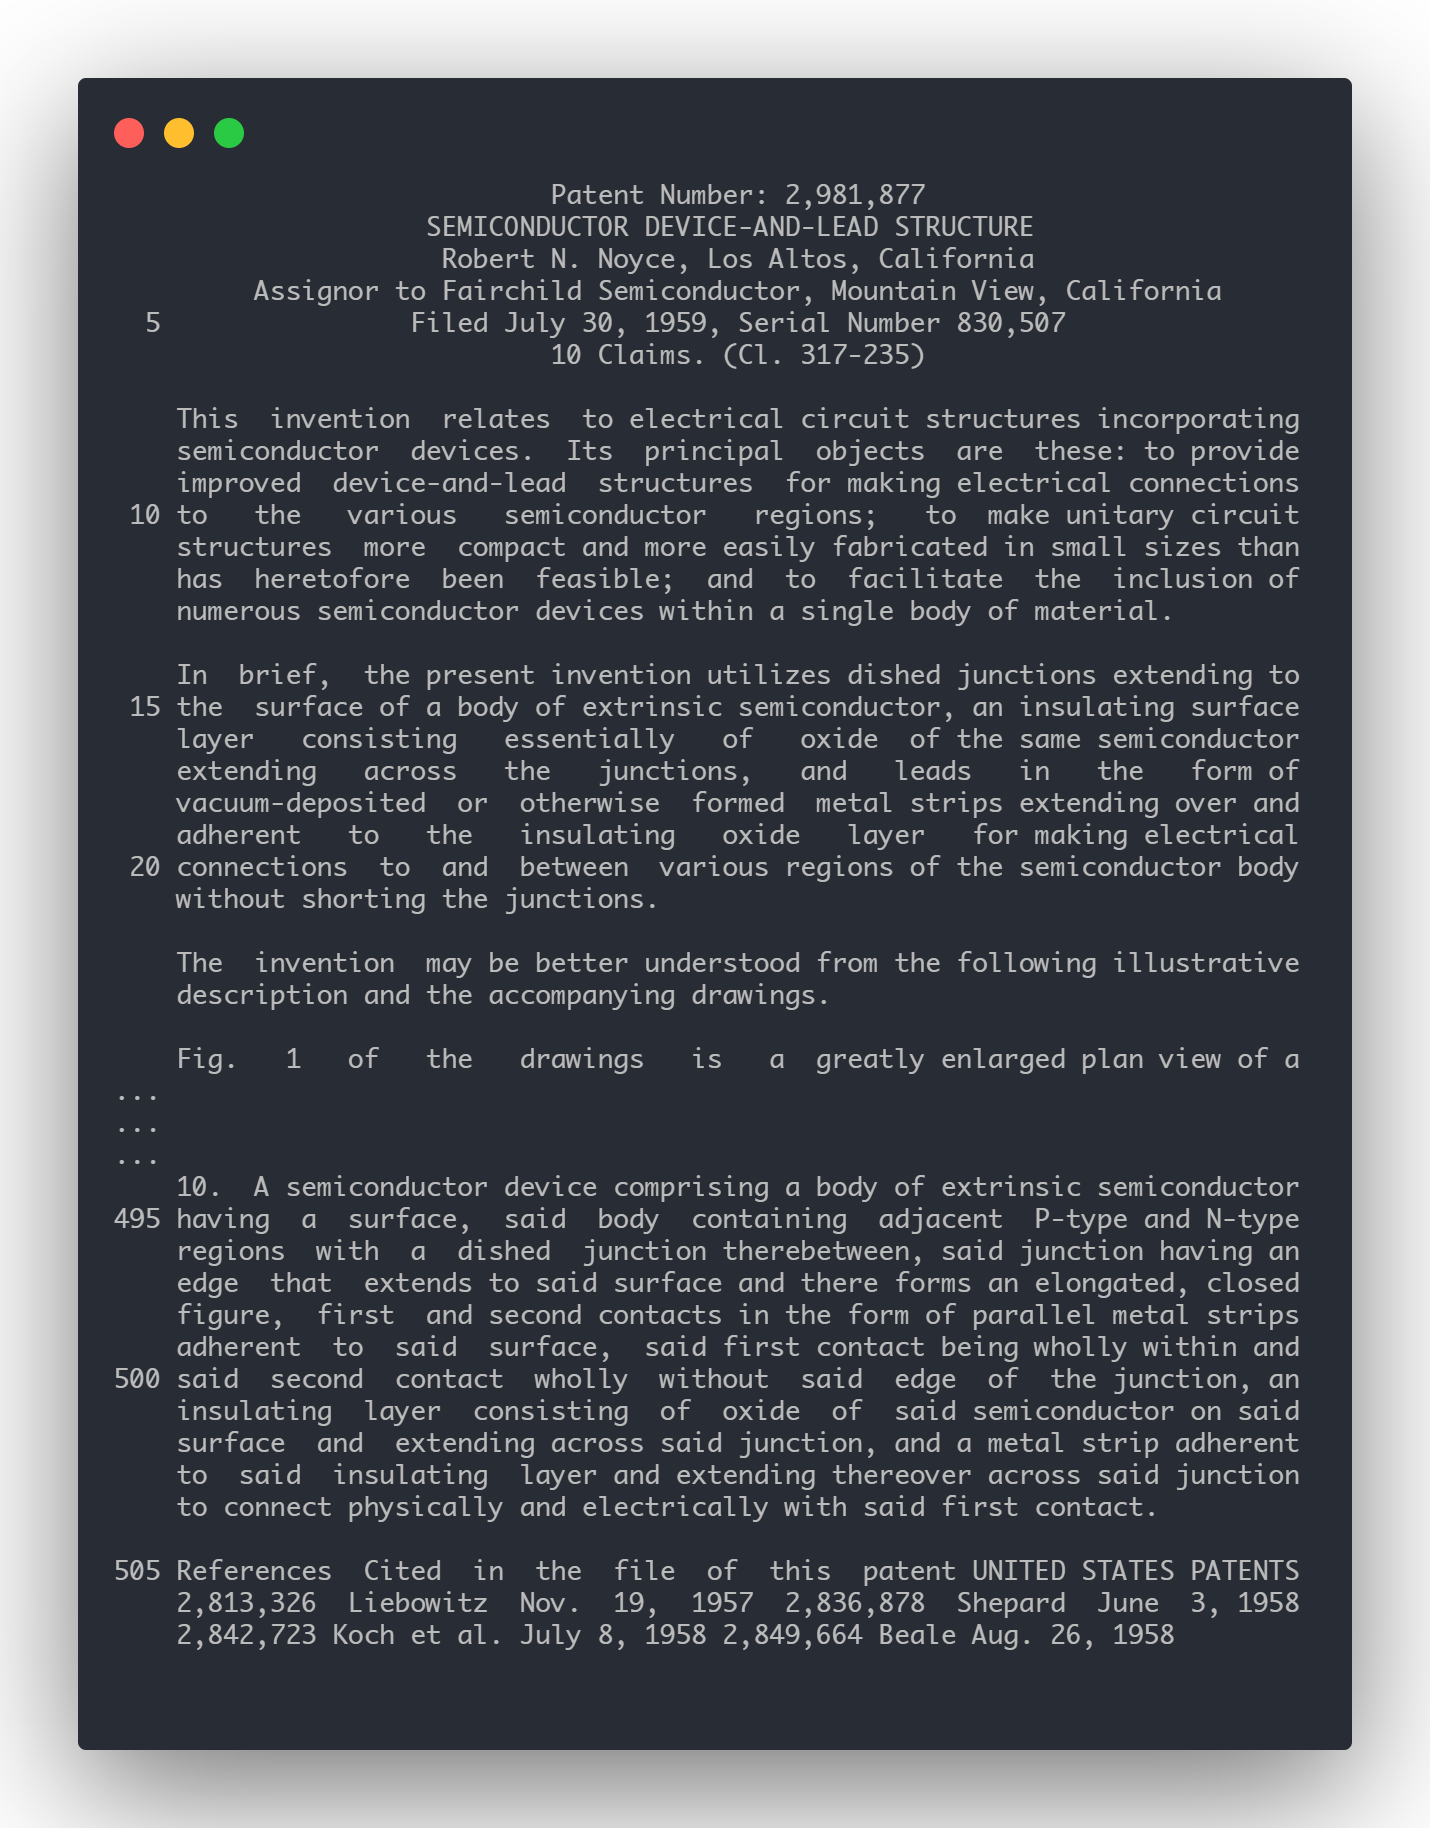 Patent Number: 2,981,877
SEMICONDUCTOR DEVICE-AND-LEAD STRUCTURE
Robert N. Noyce, Los Altos, California
Assignor to Fairchild Semiconductor, Mountain View, California
5 Filed July 30, 1959, Serial Number 830,507
10 Claims. (Cl. 317-235)
This invention relates to electrical circuit structures incorporating
semiconductor devices. Its principal objects are these: to provide
improved device-and-lead structures for making electrical connections
10 to the various semiconductor regions; to make unitary circuit
structures more compact and more easily fabricated in small sizes than
has heretofore been feasible; and to facilitate the inclusion of
numerous semiconductor devices within a single body of material.
In brief, the present invention utilizes dished junctions extending to
15 the surface of a body of extrinsic semiconductor, an insulating surface
layer consisting essentially of oxide of the same semiconductor
extending across the junctions, and leads in the form of
vacuum-deposited or otherwise formed metal strips extending over and
adherent to the insulating oxide layer for making electrical
20 connections to and between various regions of the semiconductor body
without shorting the junctions.
The invention may be better understood from the following illustrative
description and the accompanying drawings.
Fig. 1 of the drawings is a greatly enlarged plan view of a
...
...
...
10. A semiconductor device comprising a body of extrinsic semiconductor
495 having a surface, said body containing adjacent P-type and N-type
regions with a dished junction therebetween, said junction having an
edge that extends to said surface and there forms an elongated, closed
figure, first and second contacts in the form of parallel metal strips
adherent to said surface, said first contact being wholly within and
500 said second contact wholly without said edge of the junction, an
insulating layer consisting of oxide of said semiconductor on said
surface and extending across said junction, and a metal strip adherent
to said insulating layer and extending thereover across said junction
to connect physically and electrically with said first contact.
505 References Cited in the file of this patent UNITED STATES PATENTS
2,813,326 Liebowitz Nov. 19, 1957 2,836,878 Shepard June 3, 1958
2,842,723 Koch et al. July 8, 1958 2,849,664 Beale Aug. 26, 1958